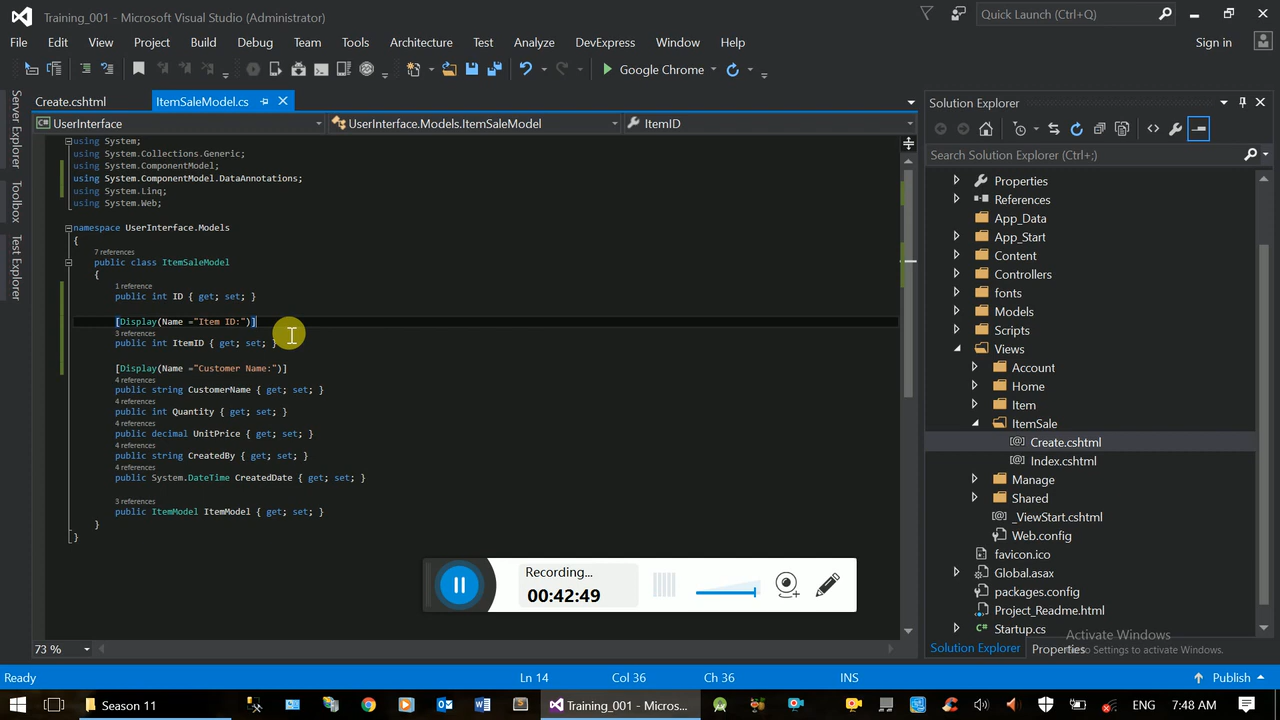 Training_001 - Microsoft Visual Studio (Administrator)
Quick Launch (Ctrl+Q)
File Edit View Project Build Debug Team Tools Architecture Test Analyze DevExpress Window Help
Sign in
Google Chrome
Server Explorer
Toolbox
Test Explorer
Create.cshtml
ItemSaleModel.cs
UserInterface
UserInterface.Models.ItemSaleModel
ItemID
using System;
using System.Collections.Generic;
using System.ComponentModel;
using System.ComponentModel.DataAnnotations;
using System.Linq;
using System.Web;
namespace UserInterface.Models
{
7 references
public class ItemSaleModel
{
1 reference
public int ID { get; set; }
[Display(Name ="Item ID:")]
3 references
public int ItemID { get; set; }
[Display(Name ="Customer Name:")]
4 references
public string CustomerName { get; set; }
4 references
public int Quantity { get; set; }
4 references
public decimal UnitPrice { get; set; }
4 references
public string CreatedBy { get; set; }
4 references
public System.DateTime CreatedDate { get; set; }
3 references
public ItemModel ItemModel { get; set; }
}
}
Recording...
00:42:49
73 %
Solution Explorer
Search Solution Explorer (Ctrl+;)
Properties
References
App_Data
App_Start
Content
Controllers
fonts
Models
Scripts
Views
Account
Home
Item
ItemSale
Create.cshtml
Index.cshtml
Manage
Shared
_ViewStart.cshtml
Web.config
favicon.ico
Global.asax
packages.config
Project_Readme.html
Startup.cs
Activate Windows
Go to Settings to activate Windows.
Solution Explorer
Properties
Ready
Ln 14
Col 36
Ch 36
INS
Publish
Season 11
Training_001 - Micros...
7:48 AM